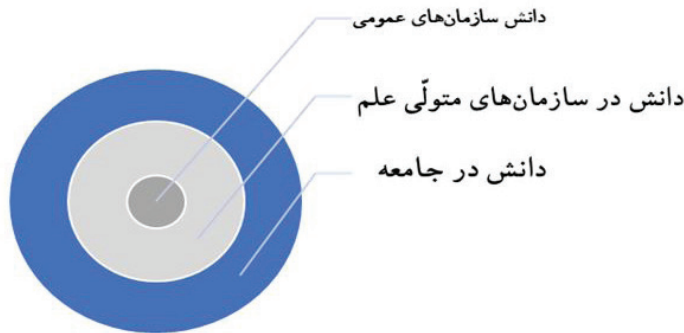 دانش سازمان‌های عمومی
دانش در سازمان‌های متولّی علم
دانش در جامعه